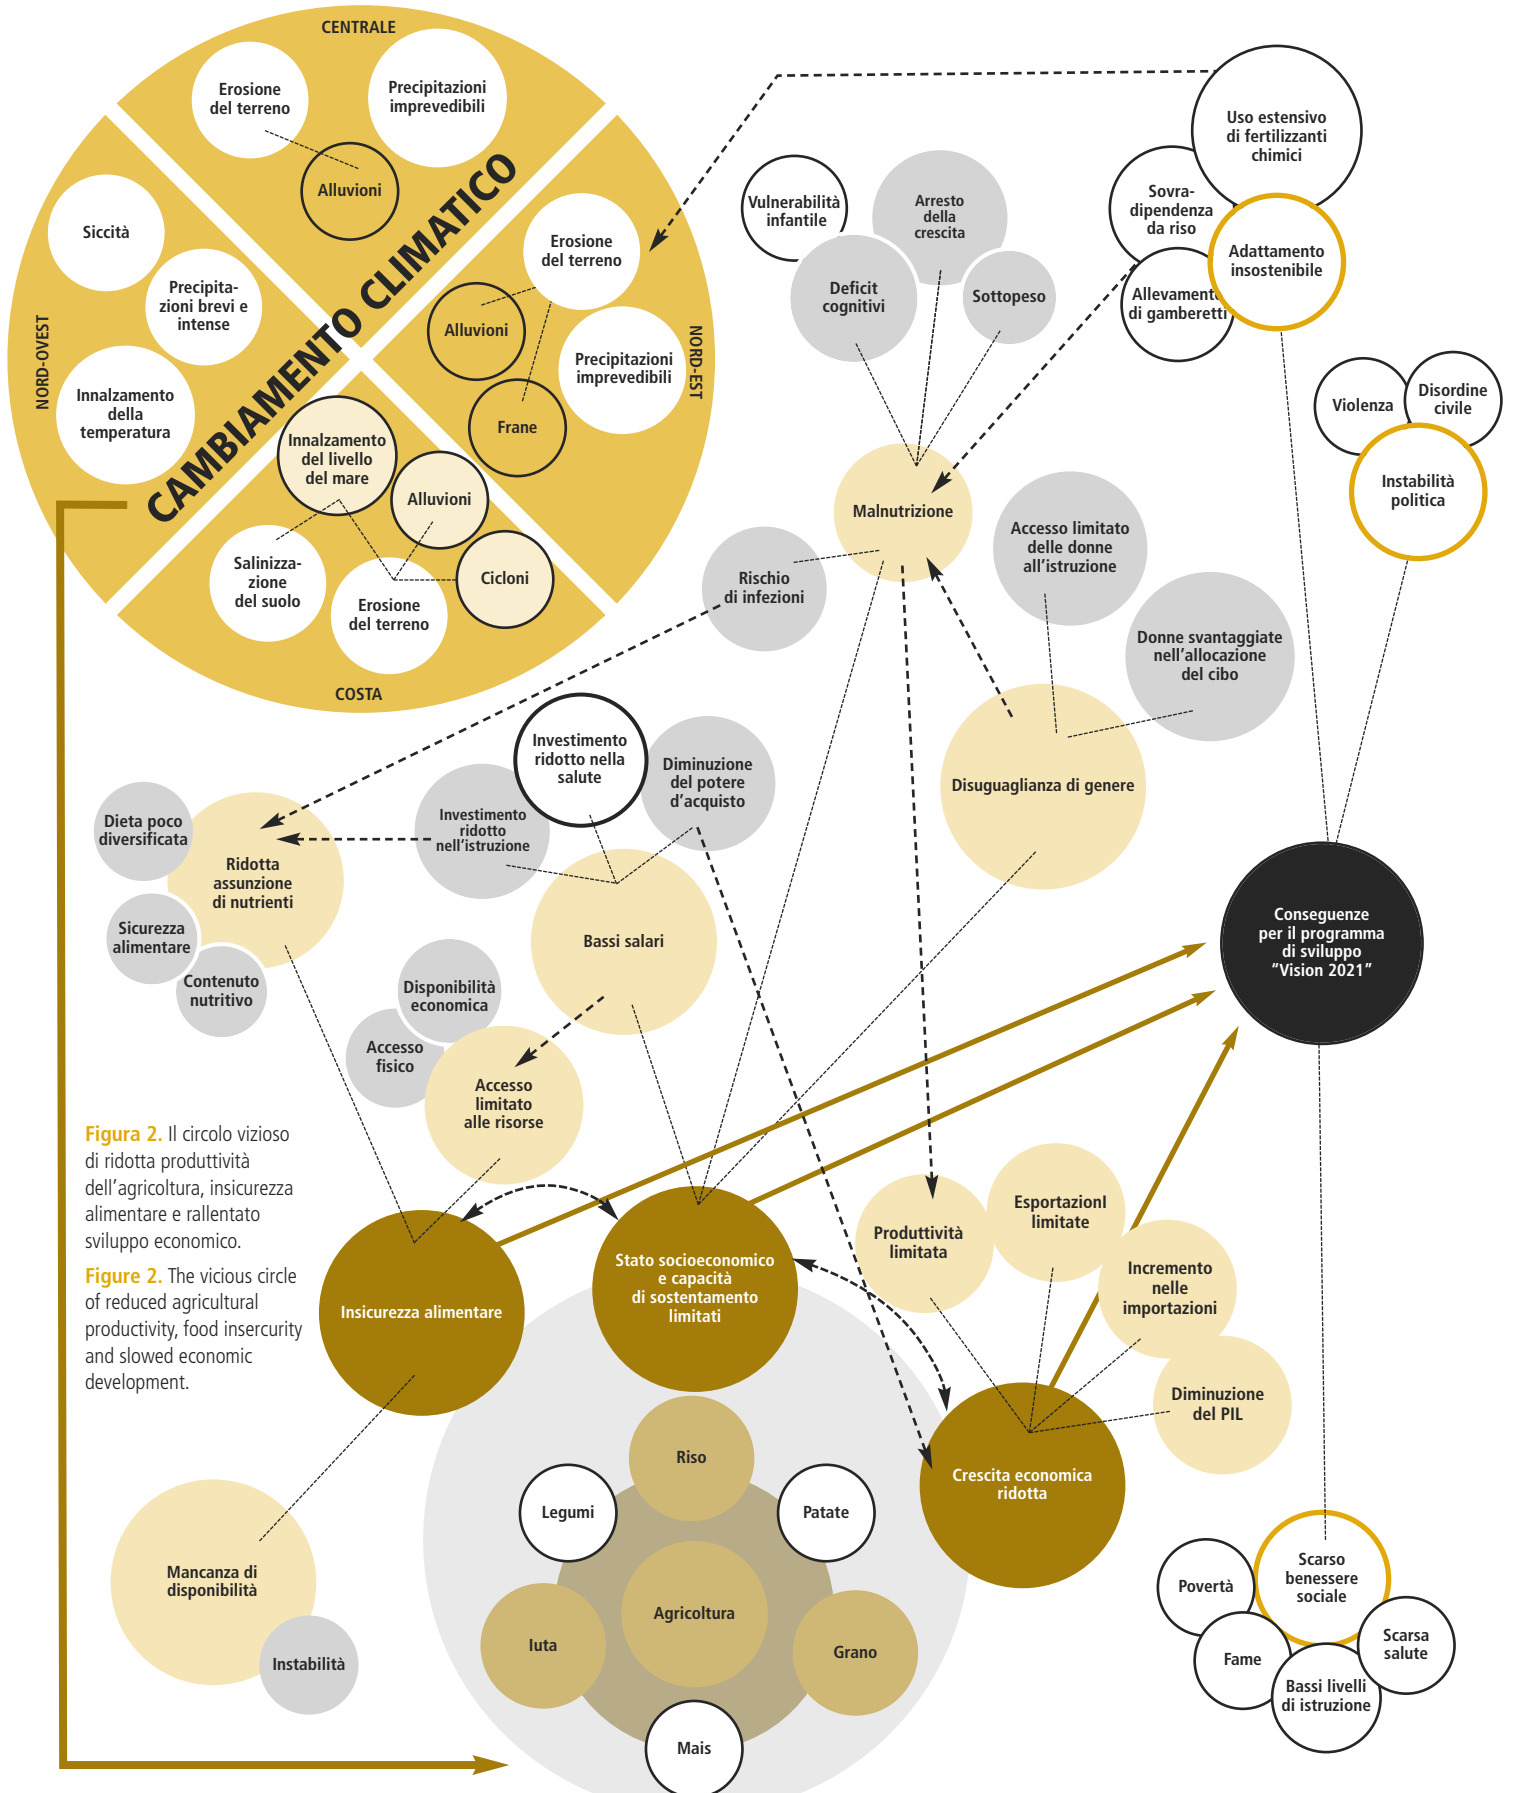 CENTRALE
Erosione
del terreno
Precipitazioni
imprevedibili
Alluvioni
CAMBIAMENTO CLIMATICO
NORD-OVEST
Siccità
Precipita-
zioni brevi e
intense
Innalzamento
della
temperatura
NORD-EST
Erosione
del terreno
Alluvioni
Precipitazioni
imprevedibili
Frane
Innalzamento
del livello
del mare
Alluvioni
Cicloni
Salinizza-
zione
del suolo
Erosione
del terreno
COSTA
Uso estensivo
di fertilizzanti
chimici
Sovra-
dipendenza
da riso
Adattamento
insostenibile
Allevamento
di gamberetti
Vulnerabilità
infantile
Arresto
della
crescita
Deficit
cognitivi
Sottopeso
Violenza
Disordine
civile
Instabilità
politica
Malnutrizione
Accesso limitato
delle donne
all'istruzione
Rischio
di infezioni
Donne svantaggiate
nell'allocazione
del cibo
Disuguaglianza di genere
Investimento
ridotto nella
salute
Diminuzione
del potere
d'acquisto
Investimento
ridotto
nell'istruzione
Dieta poco
diversificata
Ridotta
assunzione
di nutrienti
Sicurezza
alimentare
Contenuto
nutritivo
Bassi salari
Disponibilità
economica
Accesso
fisico
Accesso
limitato
alle risorse
Conseguenze
per il programma
di sviluppo
“Vision 2021”
Figura 2. Il circolo vizioso
di ridotta produttività
dell'agricoltura, insicurezza
alimentare e rallentato
sviluppo economico.
Figure 2. The vicious circle
of reduced agricultural
productivity, food insercurity
and slowed economic
development.
Insicurezza alimentare
Stato socioeconomico
e capacità
di sostentamento
limitati
Produttività
limitata
EsportazionI
limitate
Incremento
nelle
importazioni
Diminuzione
del PIL
Crescita economica
ridotta
Mancanza di
disponibilità
Instabilità
Riso
Legumi
Patate
Agricoltura
Iuta
Grano
Mais
Scarso
benessere
sociale
Povertà
Fame
Bassi livelli
di istruzione
Scarsa
salute